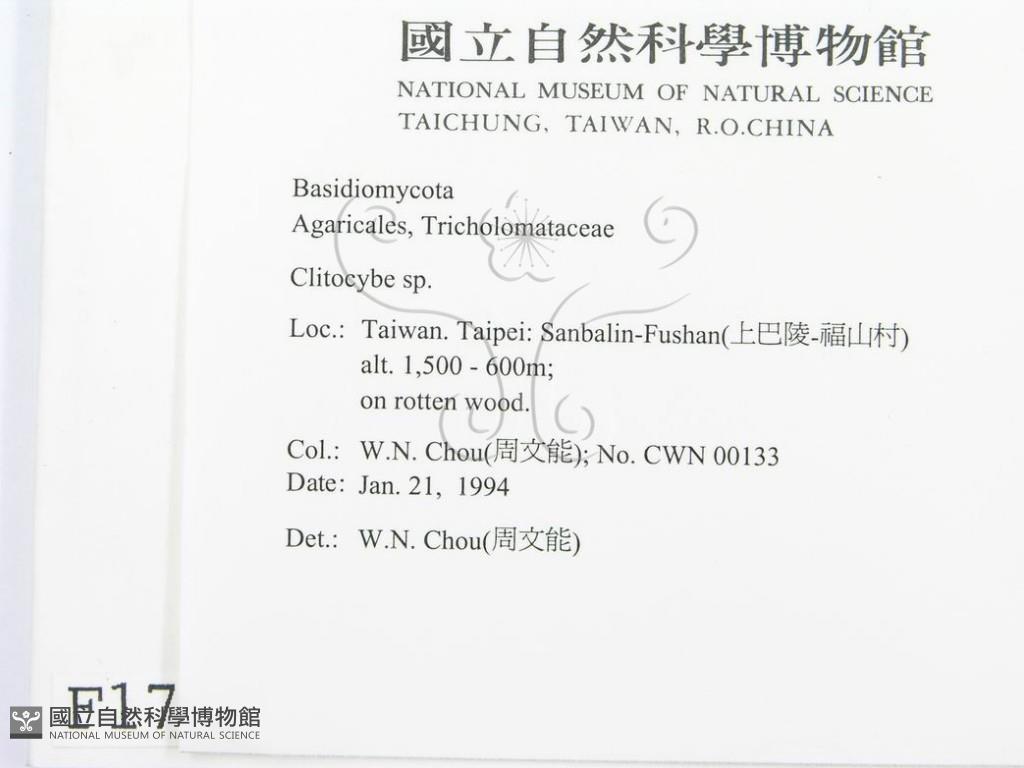 國立自然科學博物館
NATIONAL MUSEUM OF NATURAL SCIENCE
TAICHUNG, TAIWAN, R.O.CHINA
Basidiomycota
Agaricales, Tricholomataceae
Clitocybe sp.
Loc.: Taiwan. Taipei: Sanbalin-Fushan(上巴陵-福山村)
alt. 1,500 - 600m;
on rotten wood.
Col.: W.N. Chou(周文能); No. CWN 00133
Date: Jan. 21, 1994
Det.: W.N. Chou(周文能)
F17
國立自然科學博物館
NATIONAL MUSEUM OF NATURAL SCIENCE